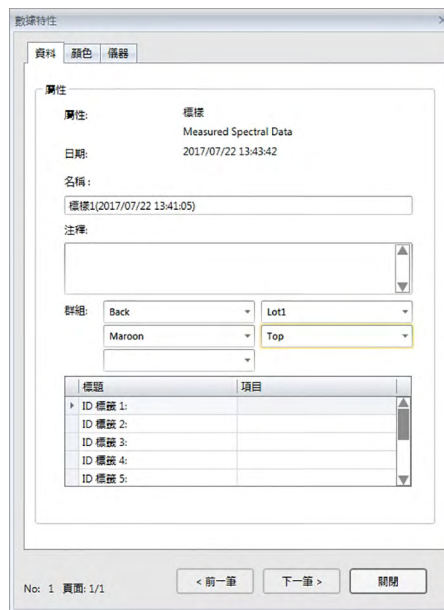 數據特性
資料 顏色 儀器
屬性
屬性: 標樣
Measured Spectral Data
日期: 2017/07/22 13:43:42
名稱:
標樣1(2017/07/22 13:41:05)
注釋:
群組: Back Lot1
Maroon Top
標題 項目
ID 標籤 1:
ID 標籤 2:
ID 標籤 3:
ID 標籤 4:
ID 標籤 5:
No: 1 頁面: 1/1 < 前一筆 下一筆 > 關閉